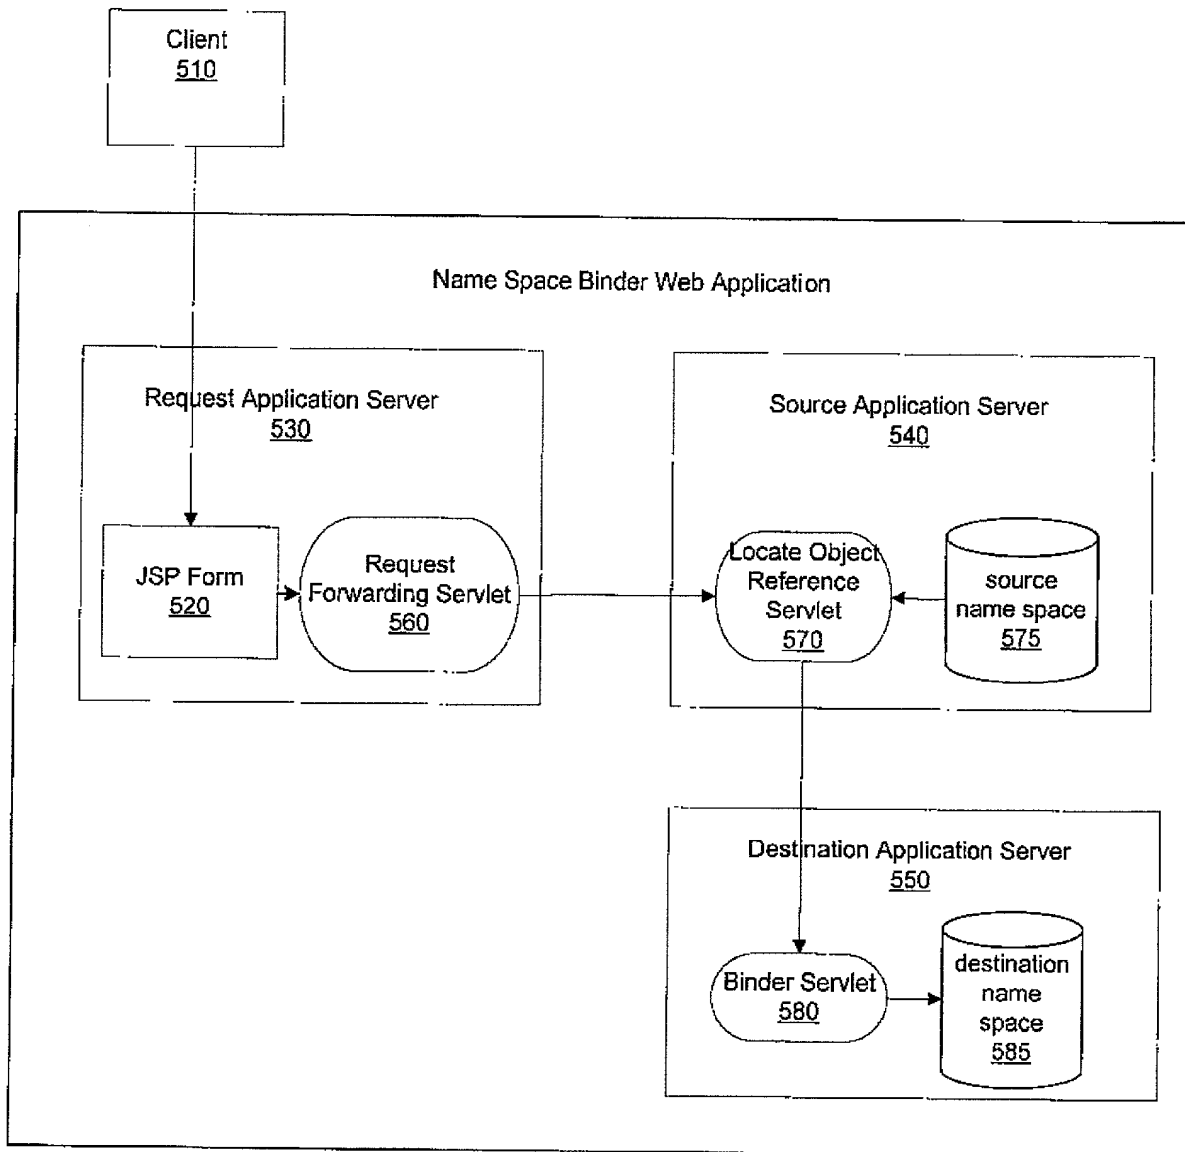 Client
510
Name Space Binder Web Application
Request Application Server
530
Source Application Server
540
JSP Form
520
Request
Forwarding Servlet
560
Locate Object
Reference
Servlet
570
source
name space
575
Destination Application Server
550
Binder Servlet
580
destination
name
space
585